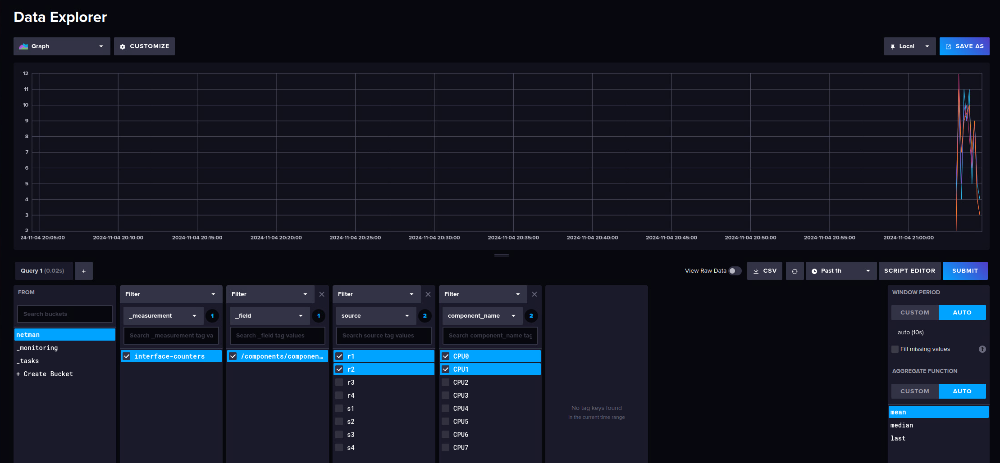 Data Explorer
Graph
CUSTOMIZE
Local
SAVE AS
12
11
10
9
8
7
6
5
4
3
2
24-11-04 20:05:00
2024-11-04 20:10:00
2024-11-04 20:15:00
2024-11-04 20:20:00
2024-11-04 20:25:00
2024-11-04 20:30:00
2024-11-04 20:35:00
2024-11-04 20:40:00
2024-11-04 20:45:00
2024-11-04 20:50:00
2024-11-04 20:55:00
2024-11-04 21:00:00
Query 1 (0.02s)
+
View Raw Data
CSV
Past 1h
SCRIPT EDITOR
SUBMIT
FROM
Search buckets
netman
_monitoring
_tasks
+ Create Bucket
Filter
_measurement
1
Search _measurement tag va
interface-counters
Filter
_field
1
Search _field tag values
/components/componen…
Filter
source
2
Search source tag values
r1
r2
r3
r4
s1
s2
s3
s4
Filter
component_name
2
Search component_name tag
CPU0
CPU1
CPU2
CPU3
CPU4
CPU5
CPU6
CPU7
No tag keys found
in the current time range
WINDOW PERIOD
CUSTOM
AUTO
auto (10s)
Fill missing values
?
AGGREGATE FUNCTION
CUSTOM
AUTO
mean
median
last